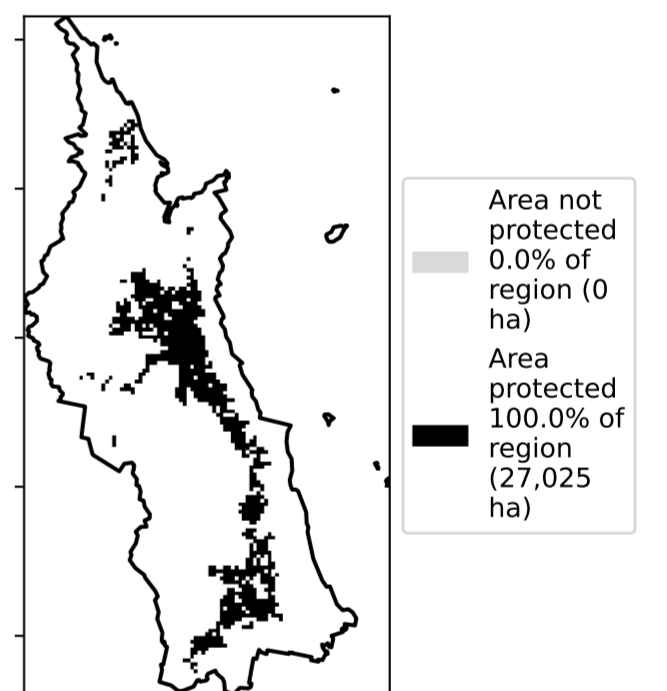 Area not
protected
0.0% of
region (0
ha)
Area
protected
100.0% of
region
(27,025
ha)